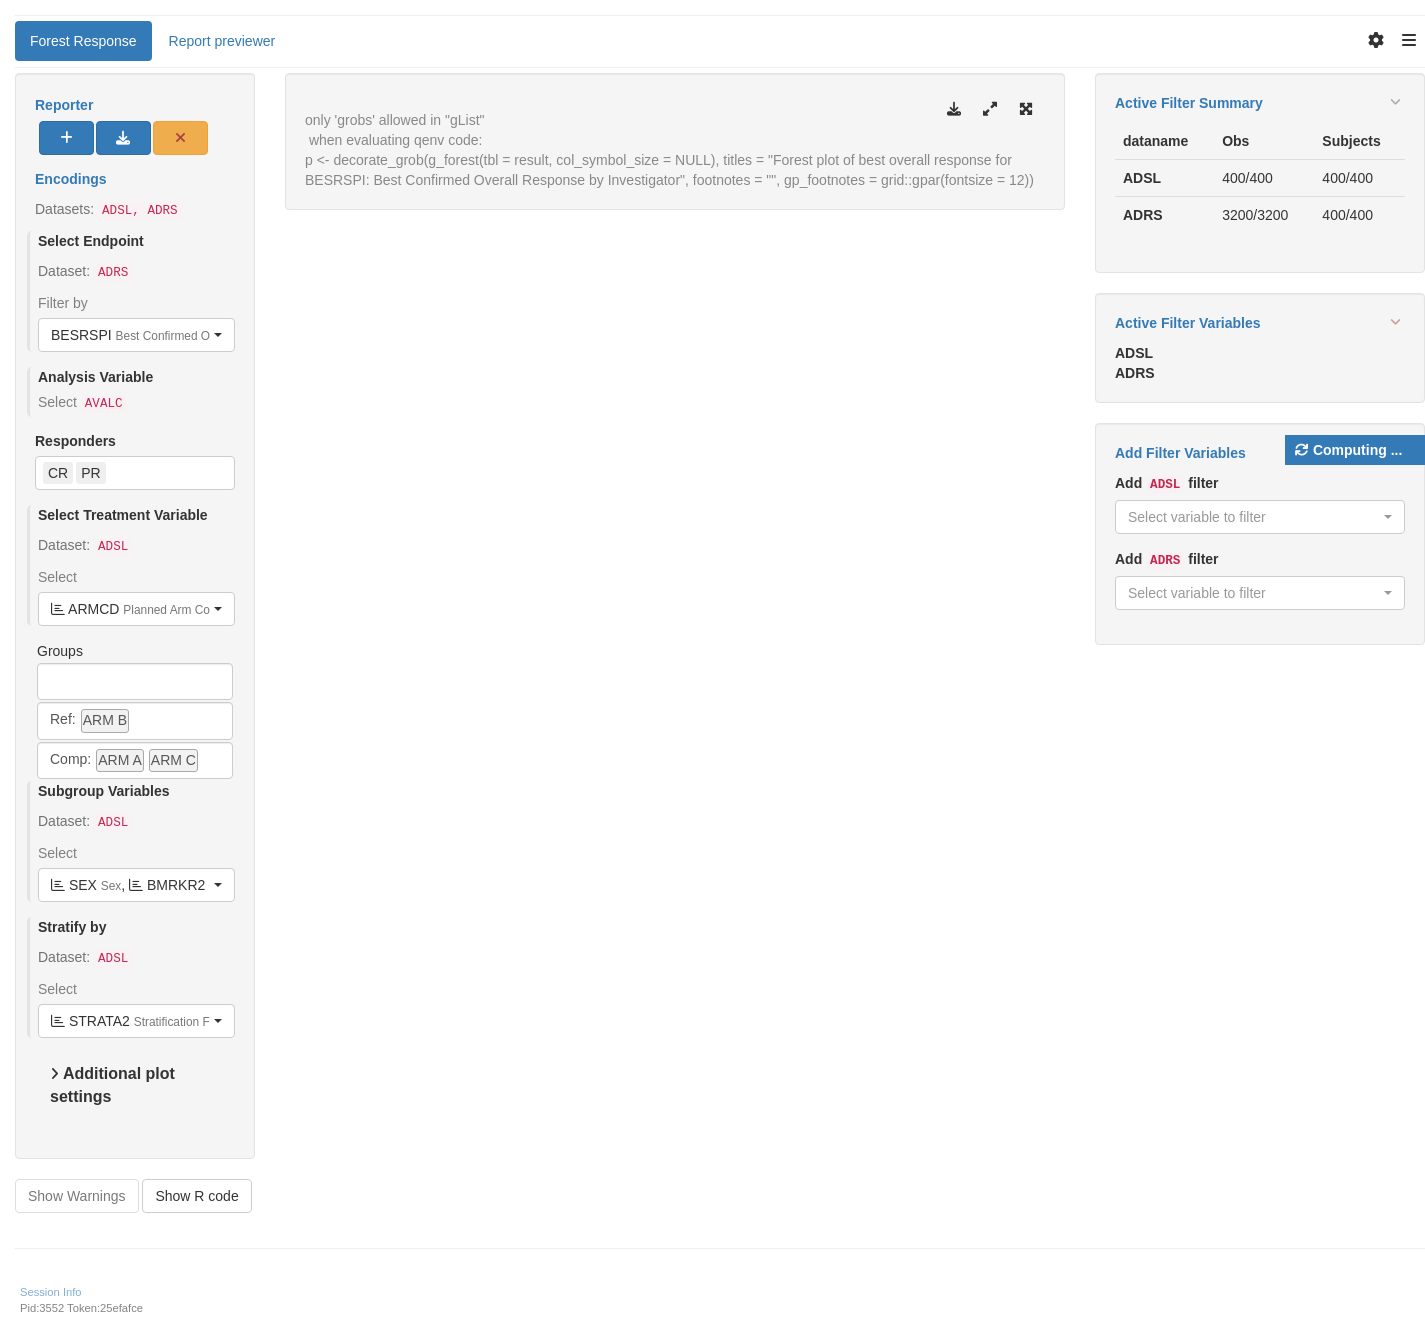 Forest Response
Report previewer
Reporter
Encodings
Datasets: ADSL, ADRS
Select Endpoint
Dataset: ADRS
Filter by
BESRSPI Best Confirmed O
Analysis Variable
Select AVALC
Responders
CR PR
Select Treatment Variable
Dataset: ADSL
Select
ARMCD Planned Arm Co
Groups
Ref: ARM B
Comp: ARM A ARM C
Subgroup Variables
Dataset: ADSL
Select
SEX Sex, BMRKR2
Stratify by
Dataset: ADSL
Select
STRATA2 Stratification F
Additional plot
settings
Show Warnings
Show R code
only 'grobs' allowed in "gList"
when evaluating qenv code:
p <- decorate_grob(g_forest(tbl = result, col_symbol_size = NULL), titles = "Forest plot of best overall response for
BESRSPI: Best Confirmed Overall Response by Investigator", footnotes = "", gp_footnotes = grid::gpar(fontsize = 12))
Active Filter Summary
dataname Obs Subjects
ADSL 400/400 400/400
ADRS 3200/3200 400/400
Active Filter Variables
ADSL
ADRS
Add Filter Variables
Computing ...
Add ADSL filter
Select variable to filter
Add ADRS filter
Select variable to filter
Session Info
Pid:3552 Token:25efafce